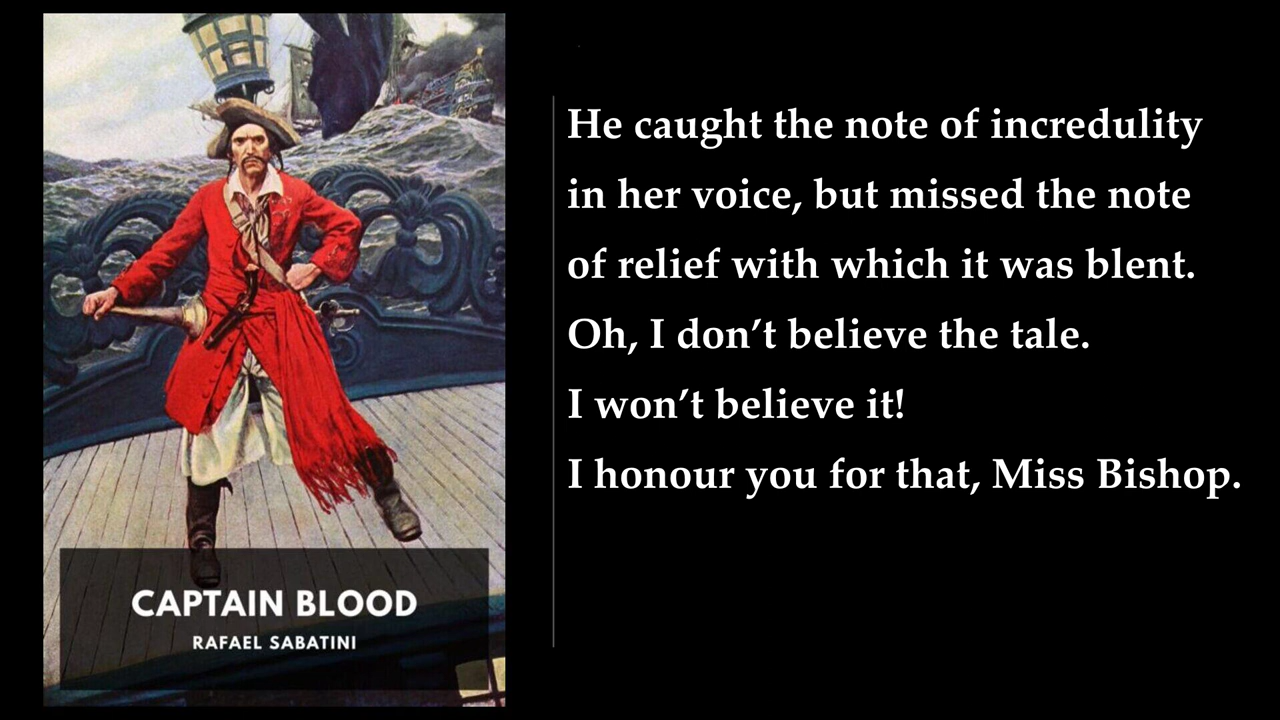 CAPTAIN BLOOD
RAFAEL SABATINI
He caught the note of incredulity
in her voice, but missed the note
of relief with which it was blent.
Oh, I don’t believe the tale.
I won’t believe it!
I honour you for that, Miss Bishop.